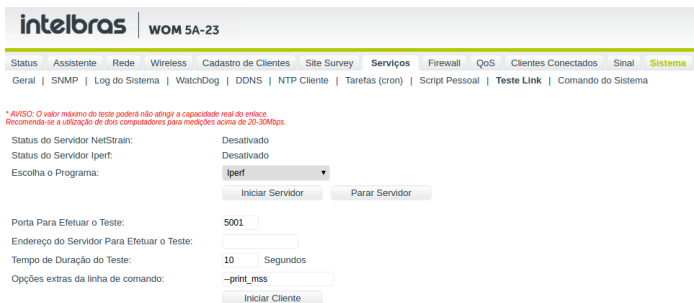 intelbras WOM 5A-23
Status Assistente Rede Wireless Cadastro de Clientes Site Survey Serviços Firewall QoS Clientes Conectados Sinal Sistema
Geral | SNMP | Log do Sistema | WatchDog | DDNS | NTP Cliente | Tarefas (cron) | Script Pessoal | Teste Link | Comando do Sistema
* AVISO: O valor máximo do teste poderá não atingir a capacidade real do enlace.
Recomenda-se a utilização de dois computadores para medições acima de 20-30Mbps.
Status do Servidor NetStrain: Desativado
Status do Servidor Iperf: Desativado
Escolha o Programa: Iperf
Iniciar Servidor Parar Servidor
Porta Para Efetuar o Teste: 5001
Endereço do Servidor Para Efetuar o Teste:
Tempo de Duração do Teste: 10 Segundos
Opções extras da linha de comando: --print_mss
Iniciar Cliente